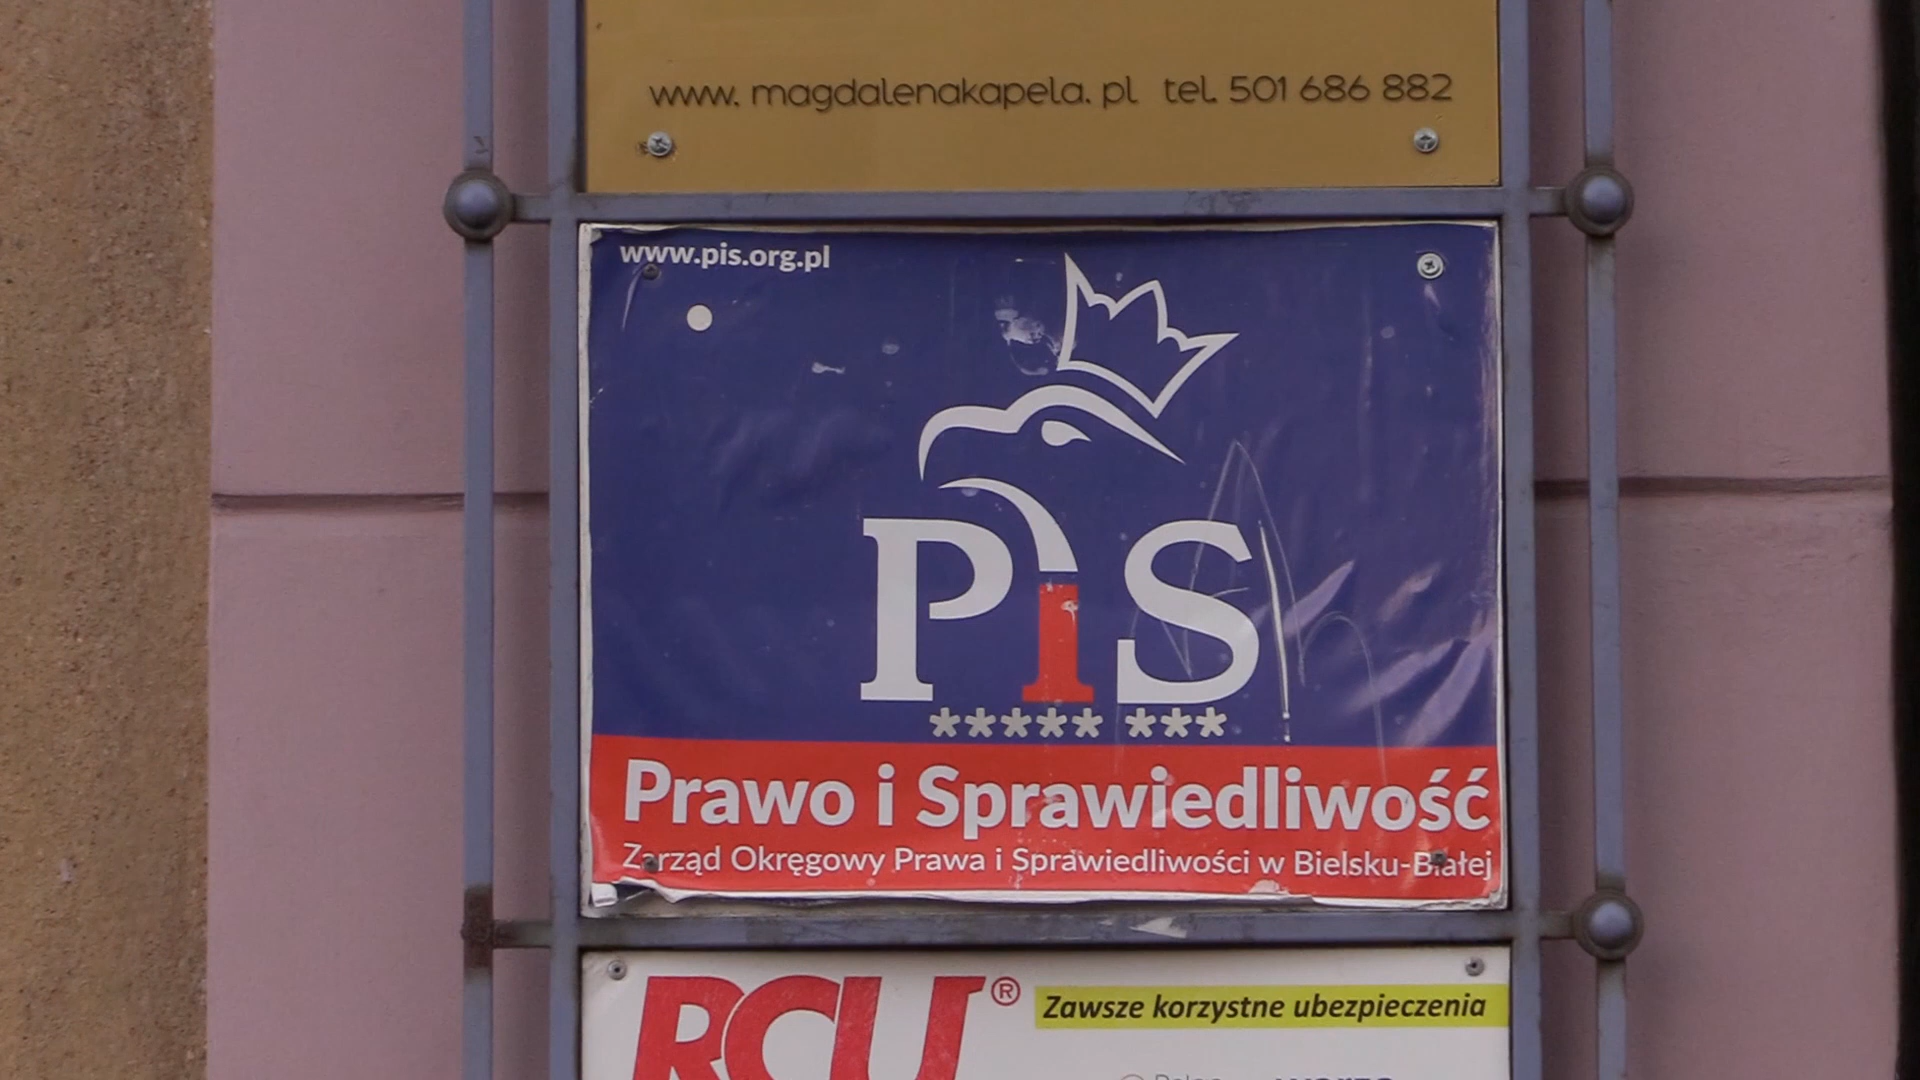 www. magdalenakapela. pl tel. 501 686 882
www.pis.org.pl
PiS
***** ***
Prawo i Sprawiedliwość
Zarząd Okręgowy Prawa i Sprawiedliwości w Bielsku-Białej
RCU®
Zawsze korzystne ubezpieczenia